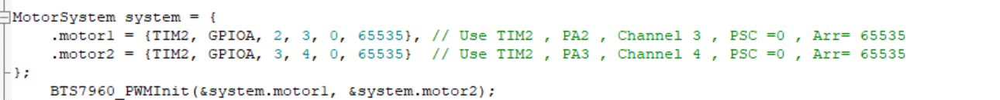 MotorSystem system = {
.motor1 = {TIM2, GPIOA, 2, 3, 0, 65535}, // Use TIM2 , PA2 , Channel 3 , PSC =0 , Arr= 65535
.motor2 = {TIM2, GPIOA, 3, 4, 0, 65535}  // Use TIM2 , PA3 , Channel 4 , PSC =0 , Arr= 65535
};
BTS7960_PWMInit(&system.motor1, &system.motor2);